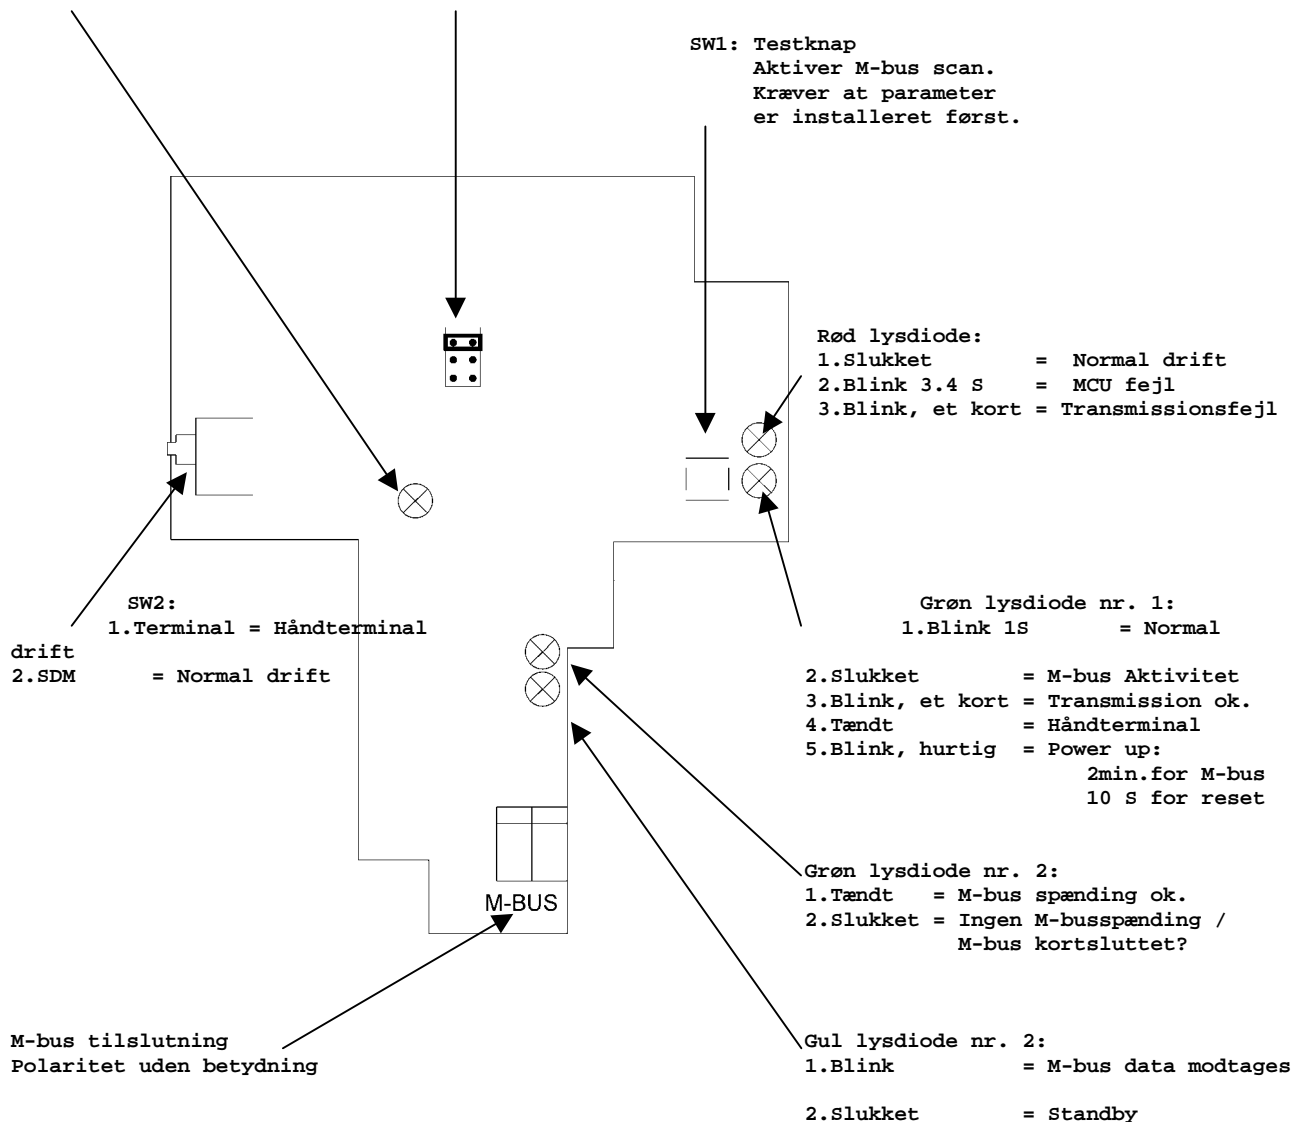 SW1: Testknap
Aktiver M-bus scan.
Kræver at parameter
er installeret først.
Rød lysdiode:
1.Slukket = Normal drift
2.Blink 3.4 S = MCU fejl
3.Blink, et kort = Transmissionsfejl
SW2:
1.Terminal = Håndterminal
drift
2.SDM = Normal drift
Grøn lysdiode nr. 1:
1.Blink 1S = Normal
2.Slukket = M-bus Aktivitet
3.Blink, et kort = Transmission ok.
4.Tændt = Håndterminal
5.Blink, hurtig = Power up:
2min.for M-bus
10 S for reset
Grøn lysdiode nr. 2:
1.Tændt = M-bus spænding ok.
2.Slukket = Ingen M-busspænding /
M-bus kortsluttet?
M-BUS
M-bus tilslutning
Polaritet uden betydning
Gul lysdiode nr. 2:
1.Blink = M-bus data modtages
2.Slukket = Standby